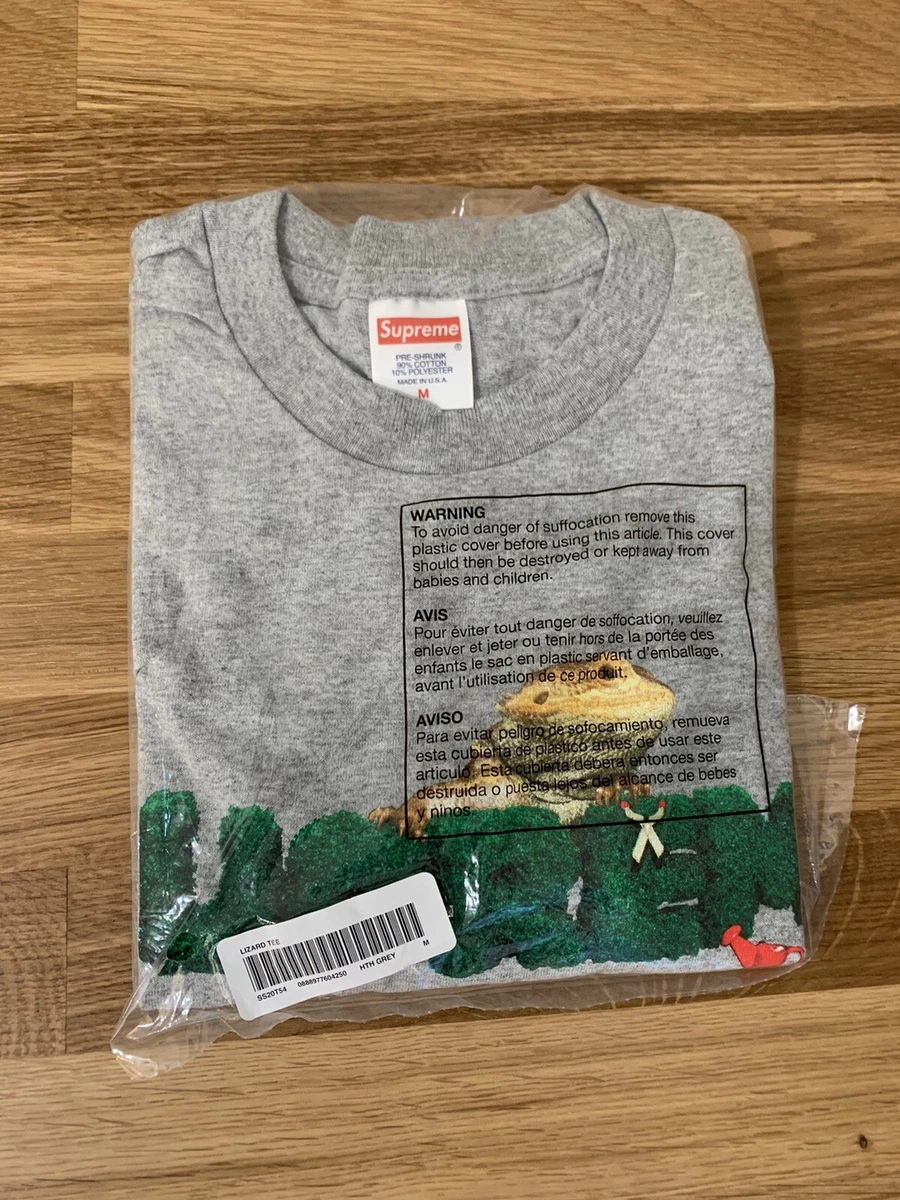 Supreme
®
PRE-SHRUNK
90% COTTON
10% POLYESTER
MADE IN U.S.A.
M
WARNING
To avoid danger of suffocation remove this
plastic cover before using this article. This cover
should then be destroyed or kept away from
babies and children.
AVIS
Pour éviter tout danger de soffocation, veuillez
enlever et jeter ou tenir hors de la portée des
enfants le sac en plastic servant d'emballage,
avant l'utilisation de ce produit.
AVISO
Para evitar peligro de sofocamiento, remueva
esta cubierta de plastico antes de usar este
articulo. Esta cubierta debera entonces ser
destruida o puesta lejos del alcance de bebes
y ninos.
LIZARD TEE
M
SS20T54 0888977604250 HTH GREY